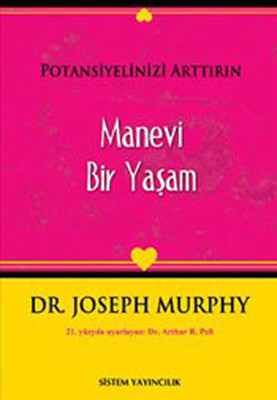 POTANSİYELİNİZİ ARTTIRIN
Manevi
Bir Yaşam
DR. JOSEPH MURPHY
21. yüzyıla uyarlayan: Dr. Arthur R. Pell
SİSTEM YAYINCILIK